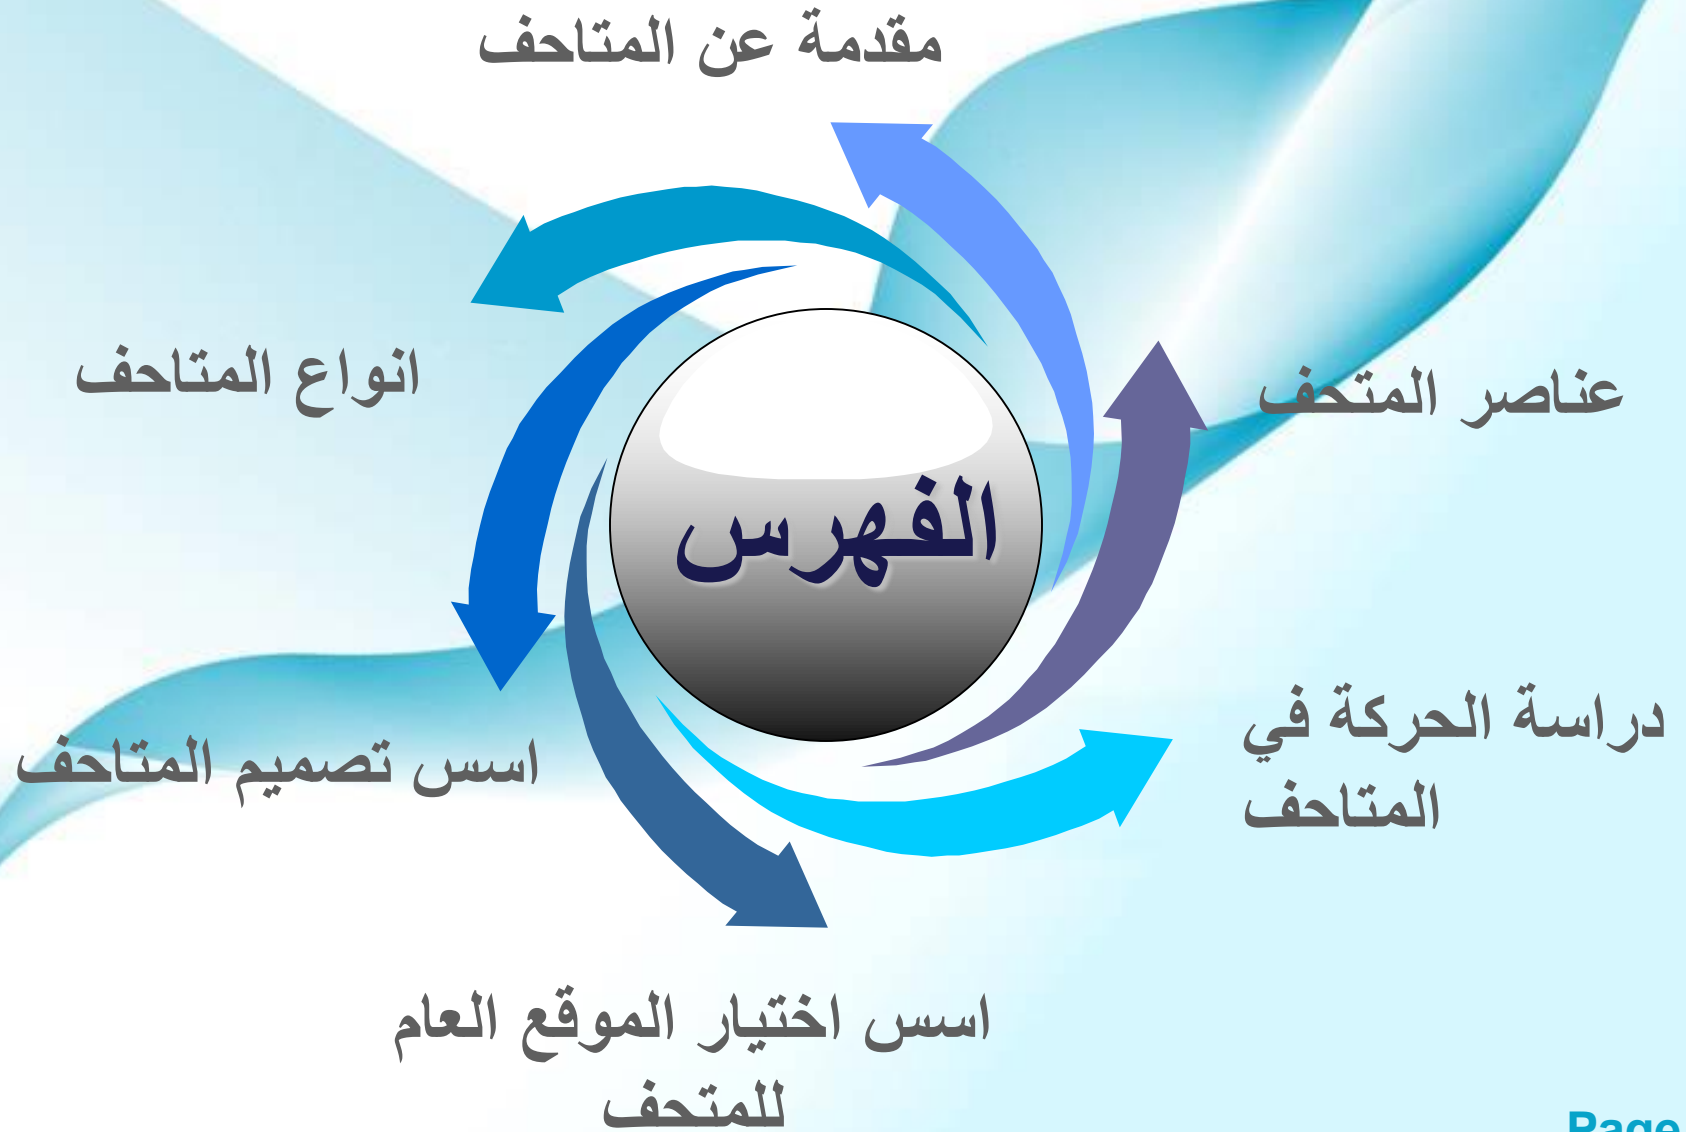 مقدمة عن المتاحف
انواع المتاحف
عناصر المتحف
الفهرس
اسس تصميم المتاحف
دراسة الحركة في
المتاحف
اسس اختيار الموقع العام
للمتحف
Page